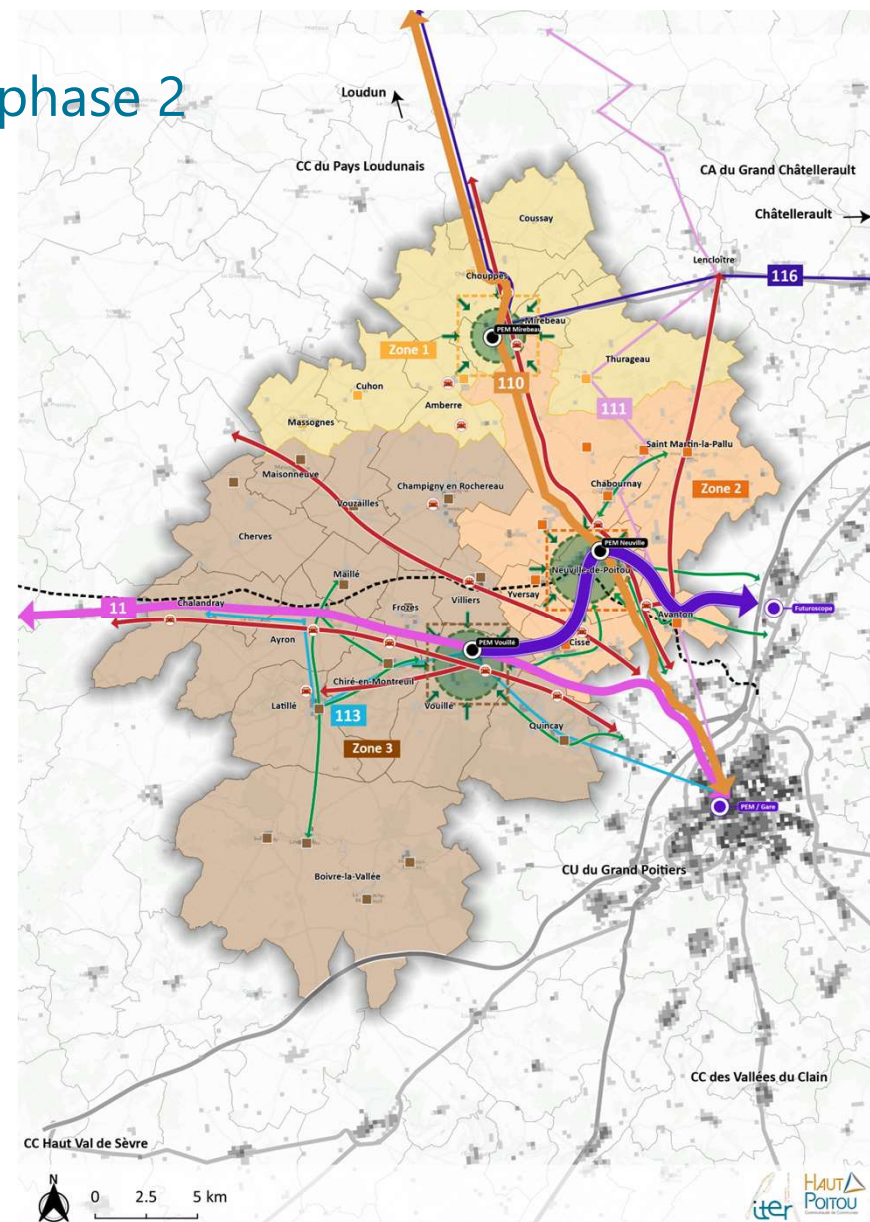 phase 2
Loudun
CC du Pays Loudunais
CA du Grand Châtellerault
Châtellerault
Coussay
Lencloître
Chouppes
116
PEM Mirebeau
Mirebeau
Zone 1
Thurageau
110
Cuhon
Amberre
111
Massognes
Saint Martin-la-Pallu
Maisonneuve
Champigny en Rochereau
Chabournay
Zone 2
Vouzailles
Cherves
PEM Neuville
Neuville-de-Poitou
Maillé
Villiers
Yversay
11
Chalandray
Frozes
Futuroscope
Avanton
Ayron
Cissé
PEM Vouillé
Chiré-en-Montreuil
Latillé
113
Vouillé
Quincay
Zone 3
PEM / Gare
CU du Grand Poitiers
Boivre-la-Vallée
CC des Vallées du Clain
CC Haut Val de Sèvre
N
0 2.5 5 km
iter
HAUT POITOU
Communauté de Communes